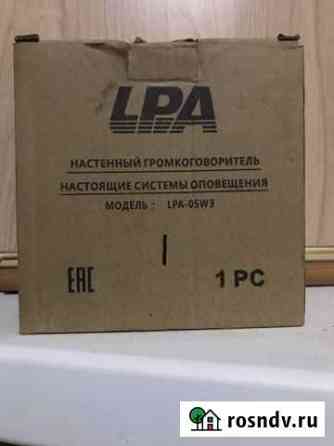 LPA
НАСТЕННЫЙ ГРОМКОГОВОРИТЕЛЬ
НАСТОЯЩИЕ СИСТЕМЫ ОПОВЕЩЕНИЯ
МОДЕЛЬ : LPA-05W3
EAC
1 PC
rosndv.ru